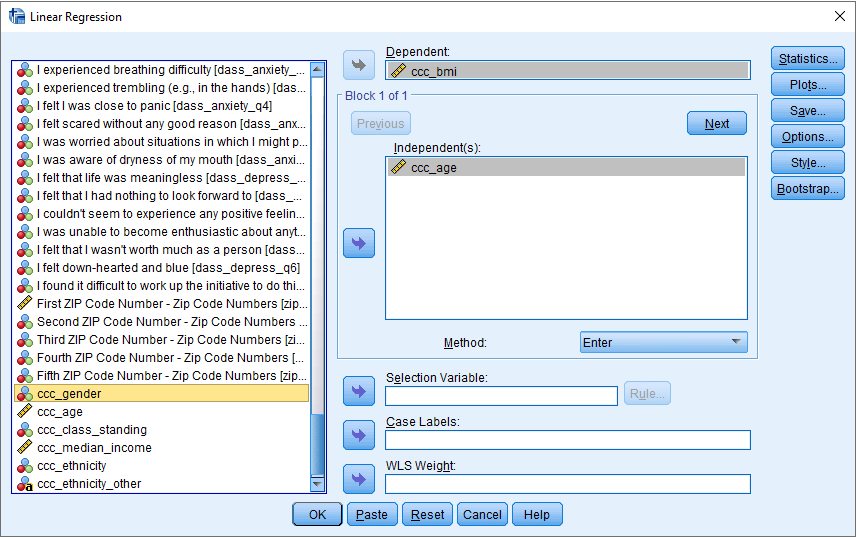 Linear Regression
I experienced breathing difficulty [dass_anxiety_...
I experienced trembling (e.g., in the hands) [das...
I felt I was close to panic [dass_anxiety_q4]
I felt scared without any good reason [dass_anx...
I was worried about situations in which I might p...
I was aware of dryness of my mouth [dass_anxi...
I felt that life was meaningless [dass_depress_...
I felt that I had nothing to look forward to [dass_...
I couldn't seem to experience any positive feelin...
I was unable to become enthusiastic about anyt...
I felt that I wasn't worth much as a person [dass...
I felt down-hearted and blue [dass_depress_q6]
I found it difficult to work up the initiative to do thi...
First ZIP Code Number - Zip Code Numbers [zip...
Second ZIP Code Number - Zip Code Numbers ...
Third ZIP Code Number - Zip Code Numbers [zi...
Fourth ZIP Code Number - Zip Code Numbers [...
Fifth ZIP Code Number - Zip Code Numbers [zip...
ccc_gender
ccc_age
ccc_class_standing
ccc_median_income
ccc_ethnicity
a ccc_ethnicity_other
Dependent:
ccc_bmi
Block 1 of 1
Previous
Next
Independent(s):
ccc_age
Method:
Enter
Selection Variable:
Rule...
Case Labels:
WLS Weight:
Statistics...
Plots...
Save...
Options...
Style...
Bootstrap...
OK
Paste
Reset
Cancel
Help